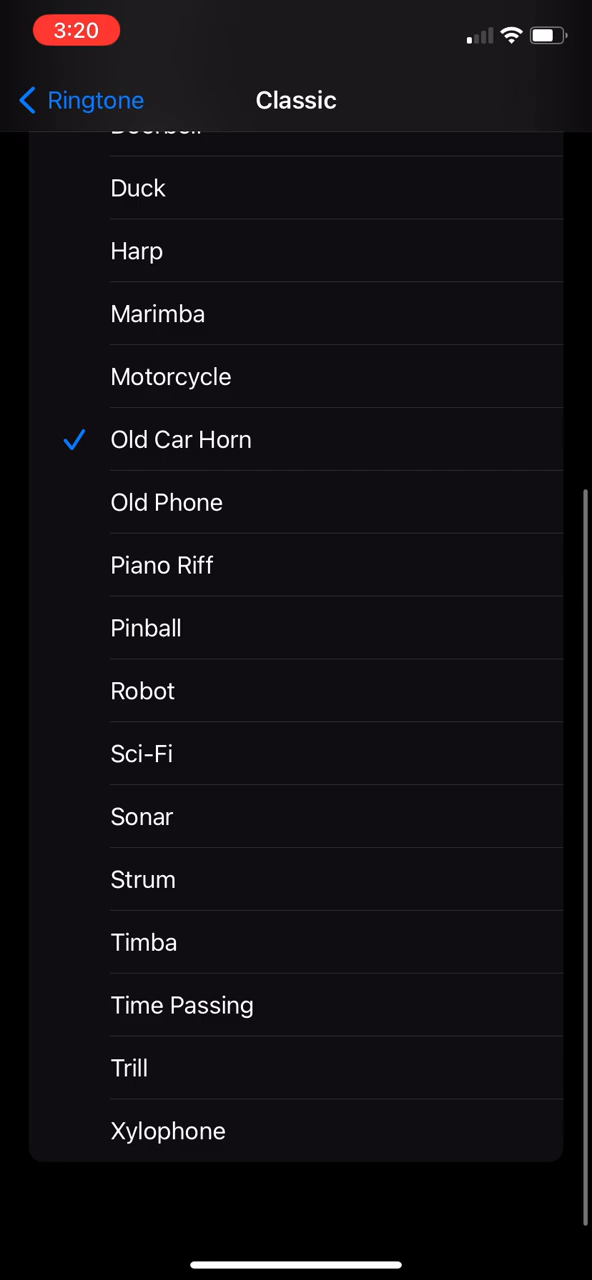 3:20
Ringtone
Classic
Duck
Harp
Marimba
Motorcycle
Old Car Horn
Old Phone
Piano Riff
Pinball
Robot
Sci-Fi
Sonar
Strum
Timba
Time Passing
Trill
Xylophone